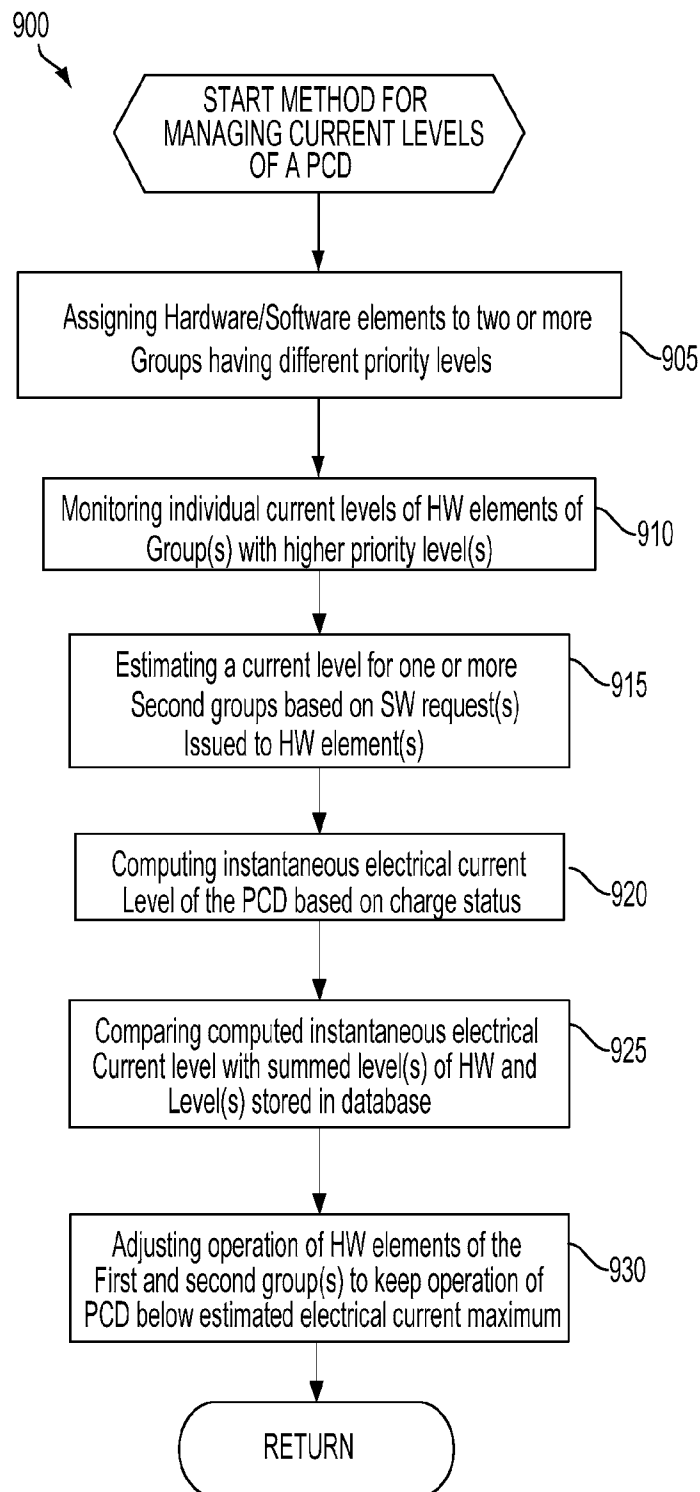 900
START METHOD FOR
MANAGING CURRENT LEVELS
OF A PCD
Assigning Hardware/Software elements to two or more
Groups having different priority levels
905
Monitoring individual current levels of HW elements of
Group(s) with higher priority level(s)
910
Estimating a current level for one or more
Second groups based on SW request(s)
Issued to HW element(s)
915
Computing instantaneous electrical current
Level of the PCD based on charge status
920
Comparing computed instantaneous electrical
Current level with summed level(s) of HW and
Level(s) stored in database
925
Adjusting operation of HW elements of the
First and second group(s) to keep operation of
PCD below estimated electrical current maximum
930
RETURN